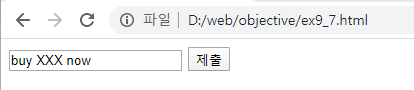 파일 | D:/web/objective/ex9_7.html
buy XXX now 제출